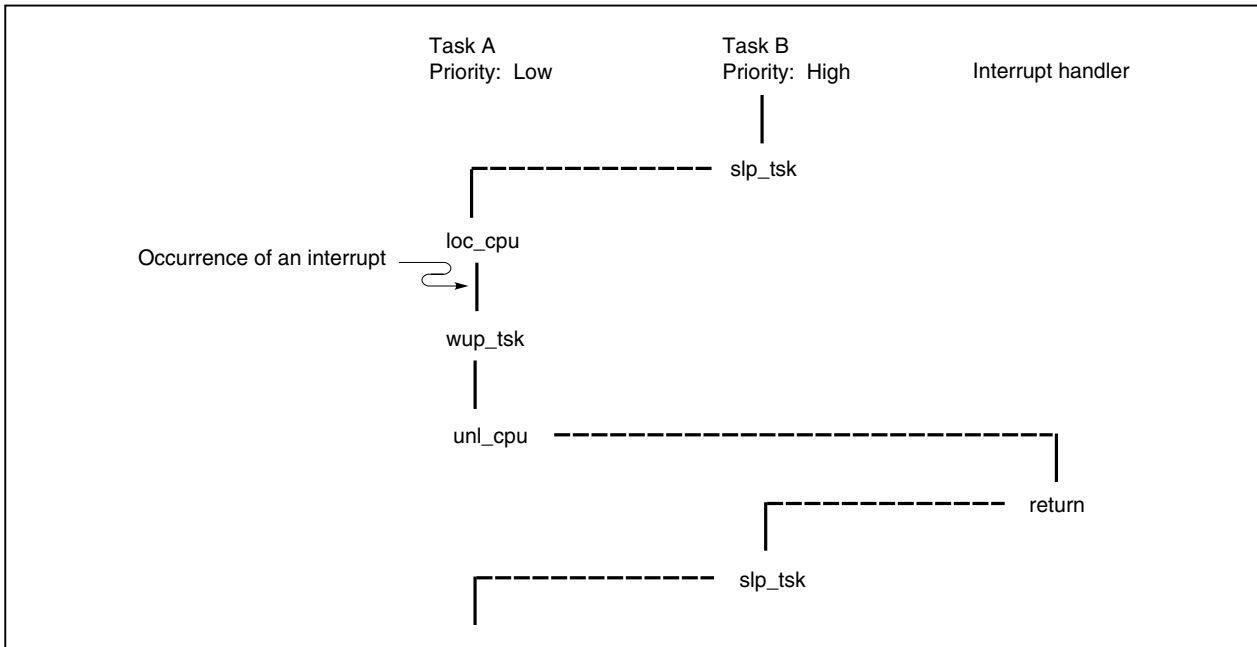 Task A
Priority: Low
Task B
Priority: High
Interrupt handler
slp_tsk
loc_cpu
Occurrence of an interrupt
wup_tsk
unl_cpu
return
slp_tsk